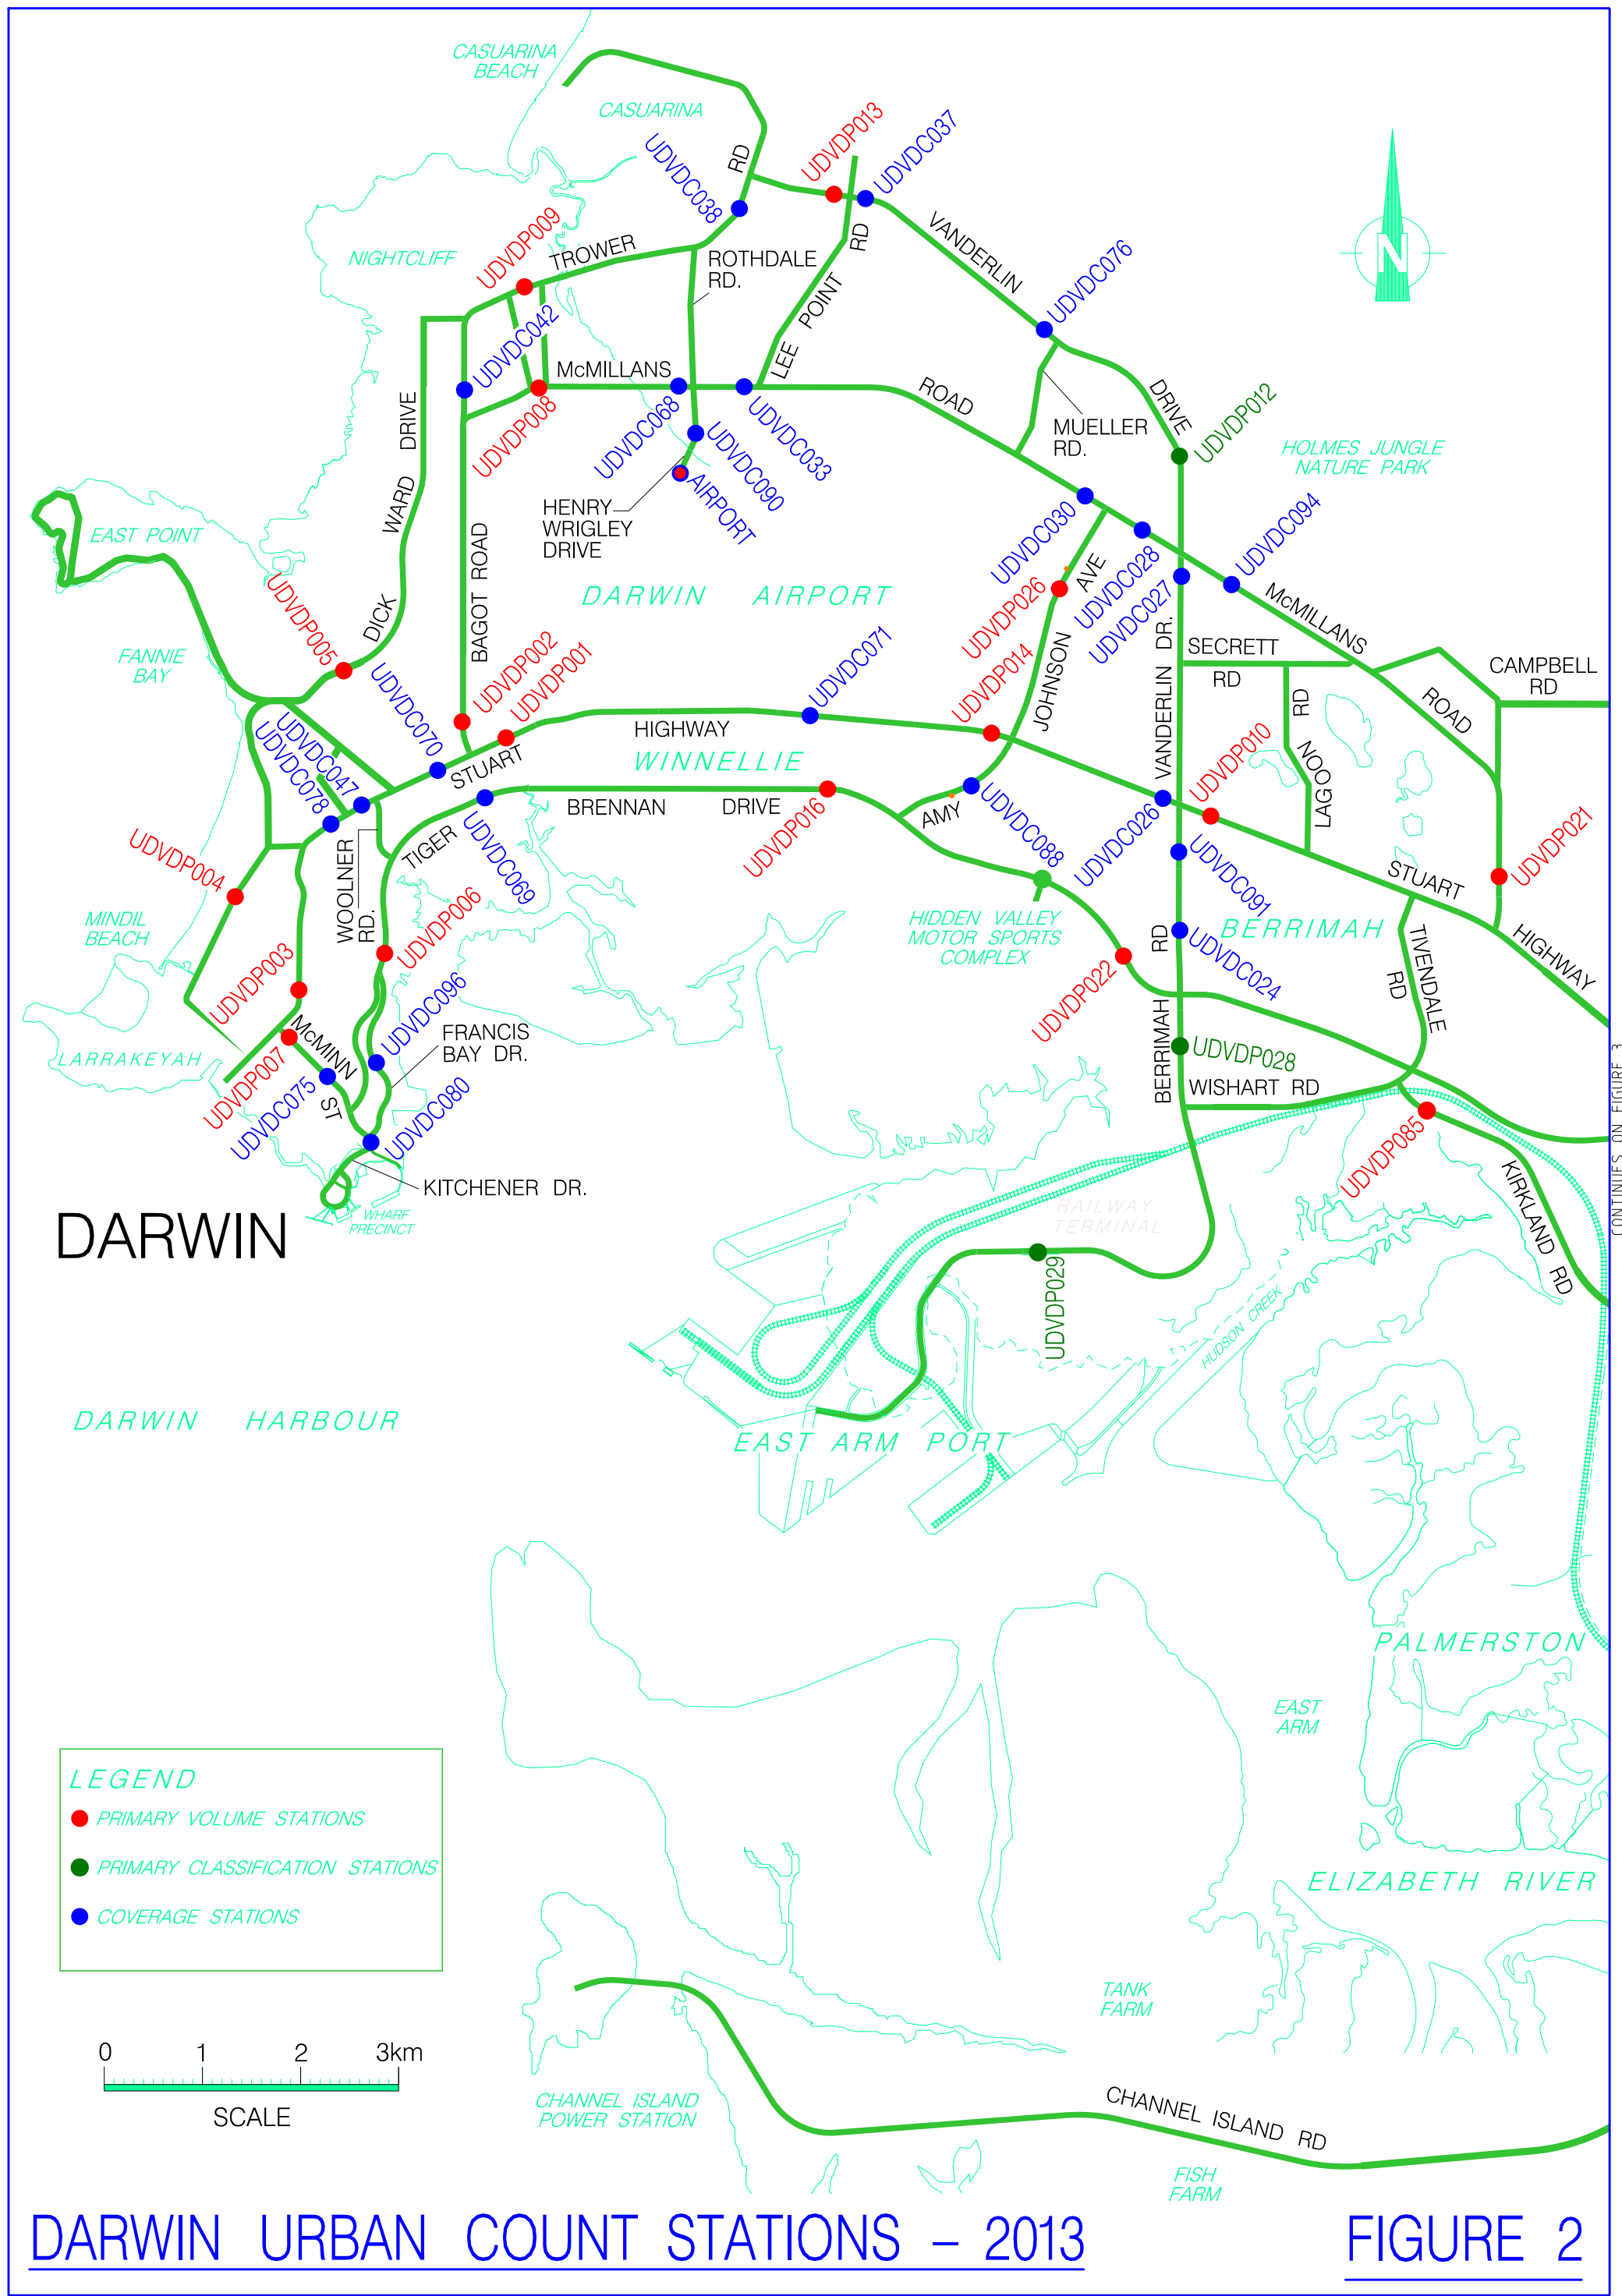 CASUARINA
BEACH
CASUARINA
UDVDP013
UDVDC037
UDVDC038
RD
UDVDP009
NIGHTCLIFF
TROWER
ROTHDALE
RD.
RD
POINT
LEE
VANDERLIN
UDVDC076
N
UDVDC042
McMILLANS
ROAD
DRIVE
UDVDP012
DRIVE
WARD
DICK
UDVDP008
UDVDC068
UDVDC090
UDVDC033
MUELLER
RD.
HOLMES JUNGLE
NATURE PARK
AIRPORT
HENRY
WRIGLEY
DRIVE
EAST POINT
BAGOT ROAD
UDVDC030
UDVDC028
UDVDC094
UDVDP005
DARWIN AIRPORT
UDVDP026
AVE
JOHNSON
UDVDC027
McMILLANS
FANNIE
BAY
UDVDP002
UDVDP001
UDVDC071
UDVDP014
VANDERLIN DR.
SECRETT
RD
CAMPBELL
RD
RD
LAGOON
ROAD
UDVDC070
UDVDC047
UDVDC078
STUART
HIGHWAY
WINNELLIE
UDVDP010
BRENNAN DRIVE
TIGER
UDVDP016
AMY
UDVDC088
UDVDC026
UDVDP004
WOOLNER
RD.
UDVDC069
UDVDC091
STUART
UDVDP021
MINDIL
BEACH
UDVDP006
HIDDEN VALLEY
MOTOR SPORTS
COMPLEX
BERRIMAH
HIGHWAY
UDVDP003
UDVDC096
UDVDP022
RD
BERRIMAH
UDVDC024
TIVENDALE
RD
LARRAKEYAH
McMINN
ST
FRANCIS
BAY DR.
UDVDP007
UDVDC075
UDVDC080
UDVDP028
WISHART RD
CONTINUES ON FIGURE 3
UDVDP085
KITCHENER DR.
WHARF
PRECINCT
DARWIN
RAILWAY
TERMINAL
KIRKLAND RD
UDVDP029
HUDSON CREEK
DARWIN HARBOUR
EAST ARM PORT
PALMERSTON
EAST
ARM
LEGEND
PRIMARY VOLUME STATIONS
PRIMARY CLASSIFICATION STATIONS
COVERAGE STATIONS
ELIZABETH RIVER
TANK
FARM
0 1 2 3km
SCALE
CHANNEL ISLAND
POWER STATION
CHANNEL ISLAND RD
FISH
FARM
DARWIN URBAN COUNT STATIONS – 2013
FIGURE 2